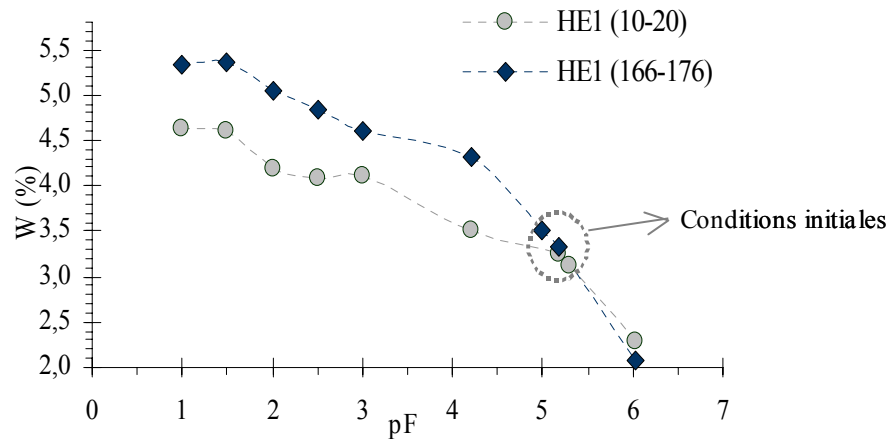 HE1 (10-20)
HE1 (166-176)
5,5
5,0
4,5
4,0
3,5
3,0
2,5
2,0
W (%)
Conditions initiales
0 1 2 3 4 5 6 7
pF